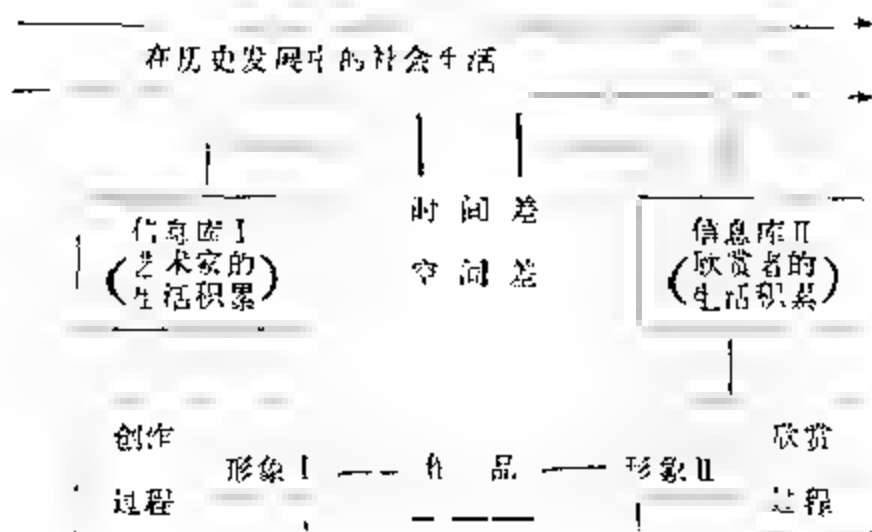 在历史发展中的社会生活
时间差
空间差
信息库Ⅰ
(艺术家的
生活积累)
信息库Ⅱ
(欣赏者的
生活积累)
创作
过程
形象Ⅰ —— 作品 —— 形象Ⅱ
欣赏
过程